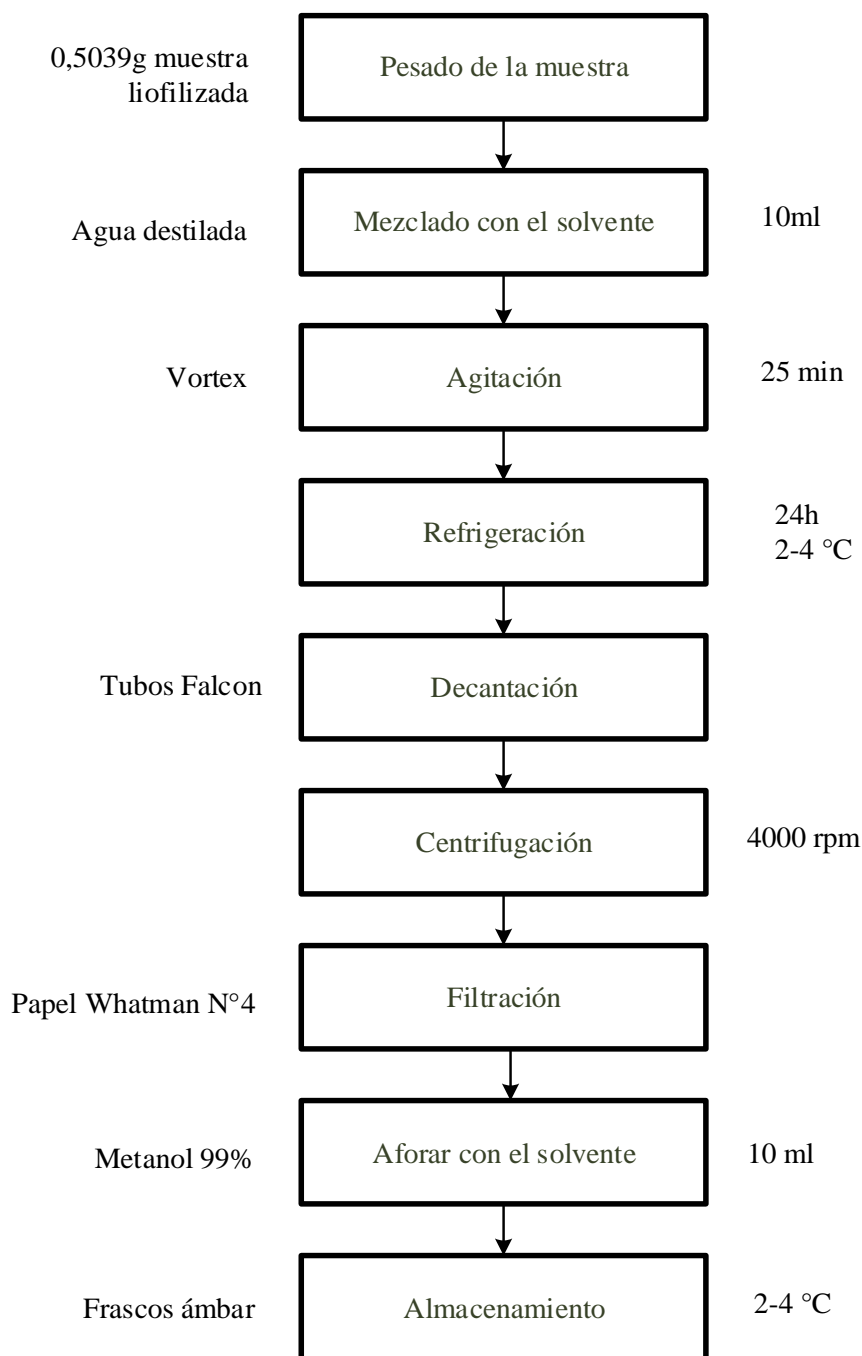 0,5039g muestra
liofilizada
Pesado de la muestra
Agua destilada
Mezclado con el solvente
10ml
Vortex
Agitación
25 min
Refrigeración
24h
2-4 °C
Tubos Falcon
Decantación
Centrifugación
4000 rpm
Papel Whatman N°4
Filtración
Metanol 99%
Aforar con el solvente
10 ml
Frascos ámbar
Almacenamiento
2-4 °C